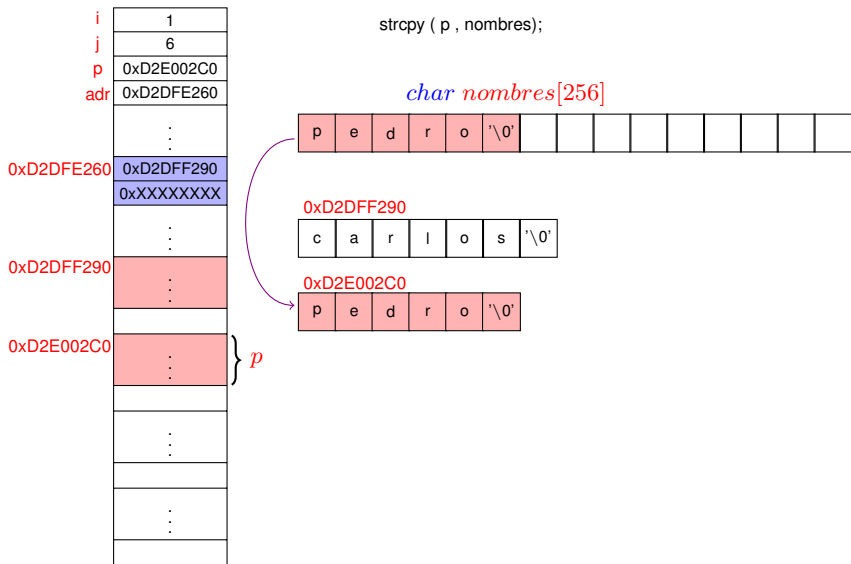 i 1
j 6
p 0xD2E002C0
adr 0xD2DFE260
strcpy ( p , nombres);
char nombres[256]
p e d r o '\0'
0xD2DFE260 0xD2DFF290
0xXXXXXXXX
0xD2DFF290
c a r l o s '\0'
0xD2DFF290
0xD2E002C0
p e d r o '\0'
0xD2E002C0
p